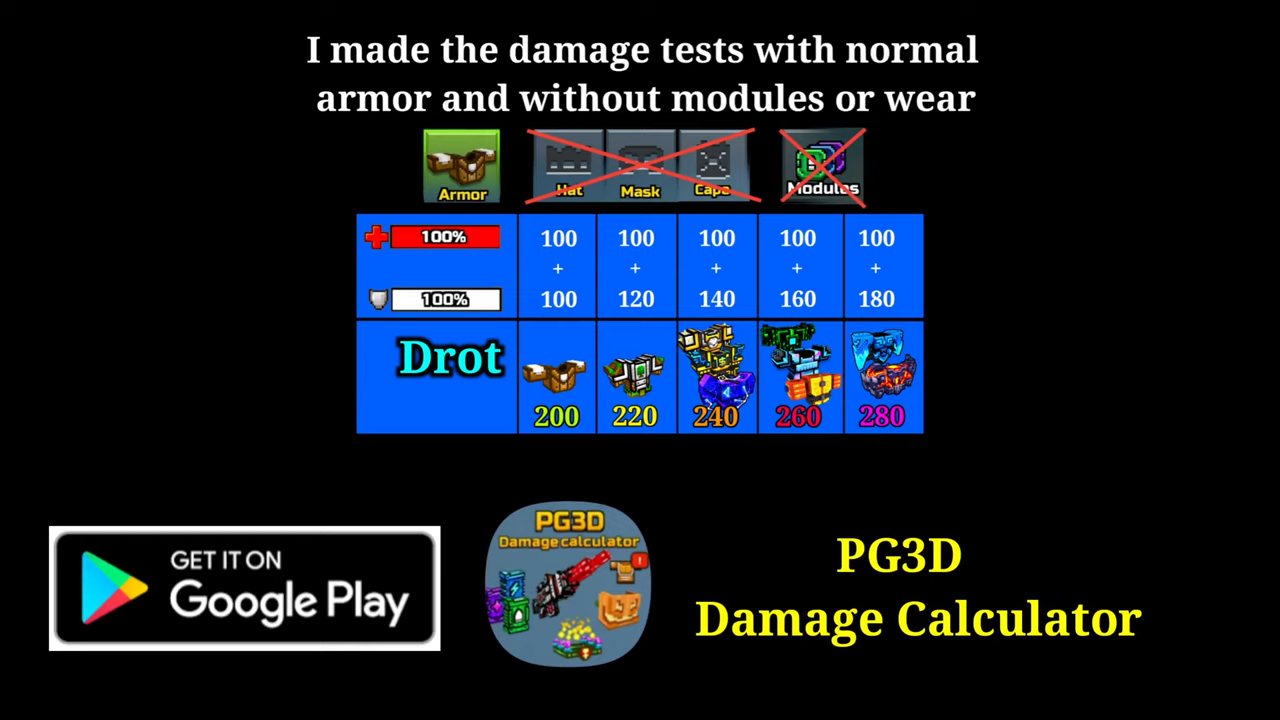 I made the damage tests with normal
armor and without modules or wear
Armor
Hat
Mask
Cape
Modules
100%
100 100 100 100 100
+ + + + +
100% 100 120 140 160 180
Drot
200 220 240 260 280
GET IT ON
Google Play
PG3D
Damage calculator
!
PG3D
Damage Calculator